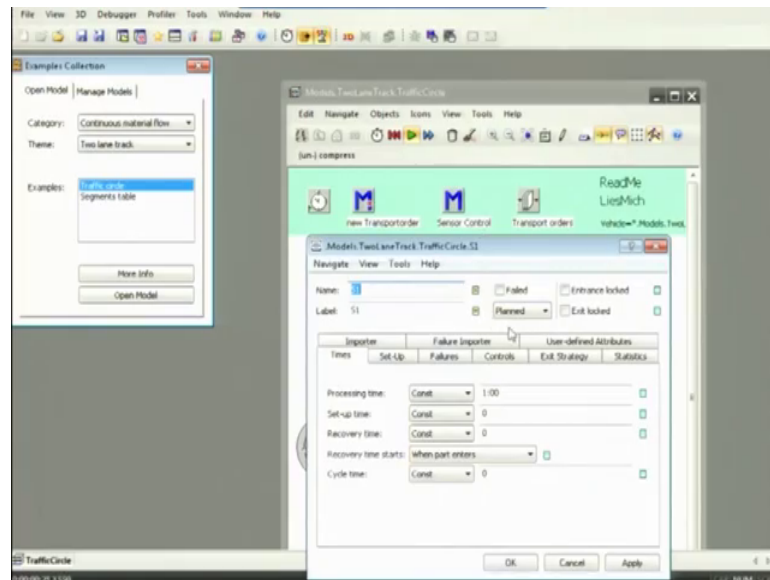 File View 3D Debugger Profiler Tools Window Help
Examples Collection
Open Model Manage Models
Category: Continuous material flow
Theme: Two lane track
Examples: Traffic circle
Segments table
More Info
Open Model
.Models.TwoLaneTrack.TrafficCircle
Edit Navigate Objects Icons View Tools Help
(un-) compress
ReadMe
LiesMich
new Transportorder Sensor Control Transport orders Vehicle=*.Models.TwoL
.Models.TwoLaneTrack.TrafficCircle.S1
Navigate View Tools Help
Name: S1 Failed Entrance locked
Label: S1 Planned Exit locked
Importer Failure Importer User-defined Attributes
Times Set-Up Failures Controls Exit Strategy Statistics
Processing time: Const 1:00
Set-up time: Const 0
Recovery time: Const 0
Recovery time starts: When part enters
Cycle time: Const 0
OK Cancel Apply
TrafficCircle